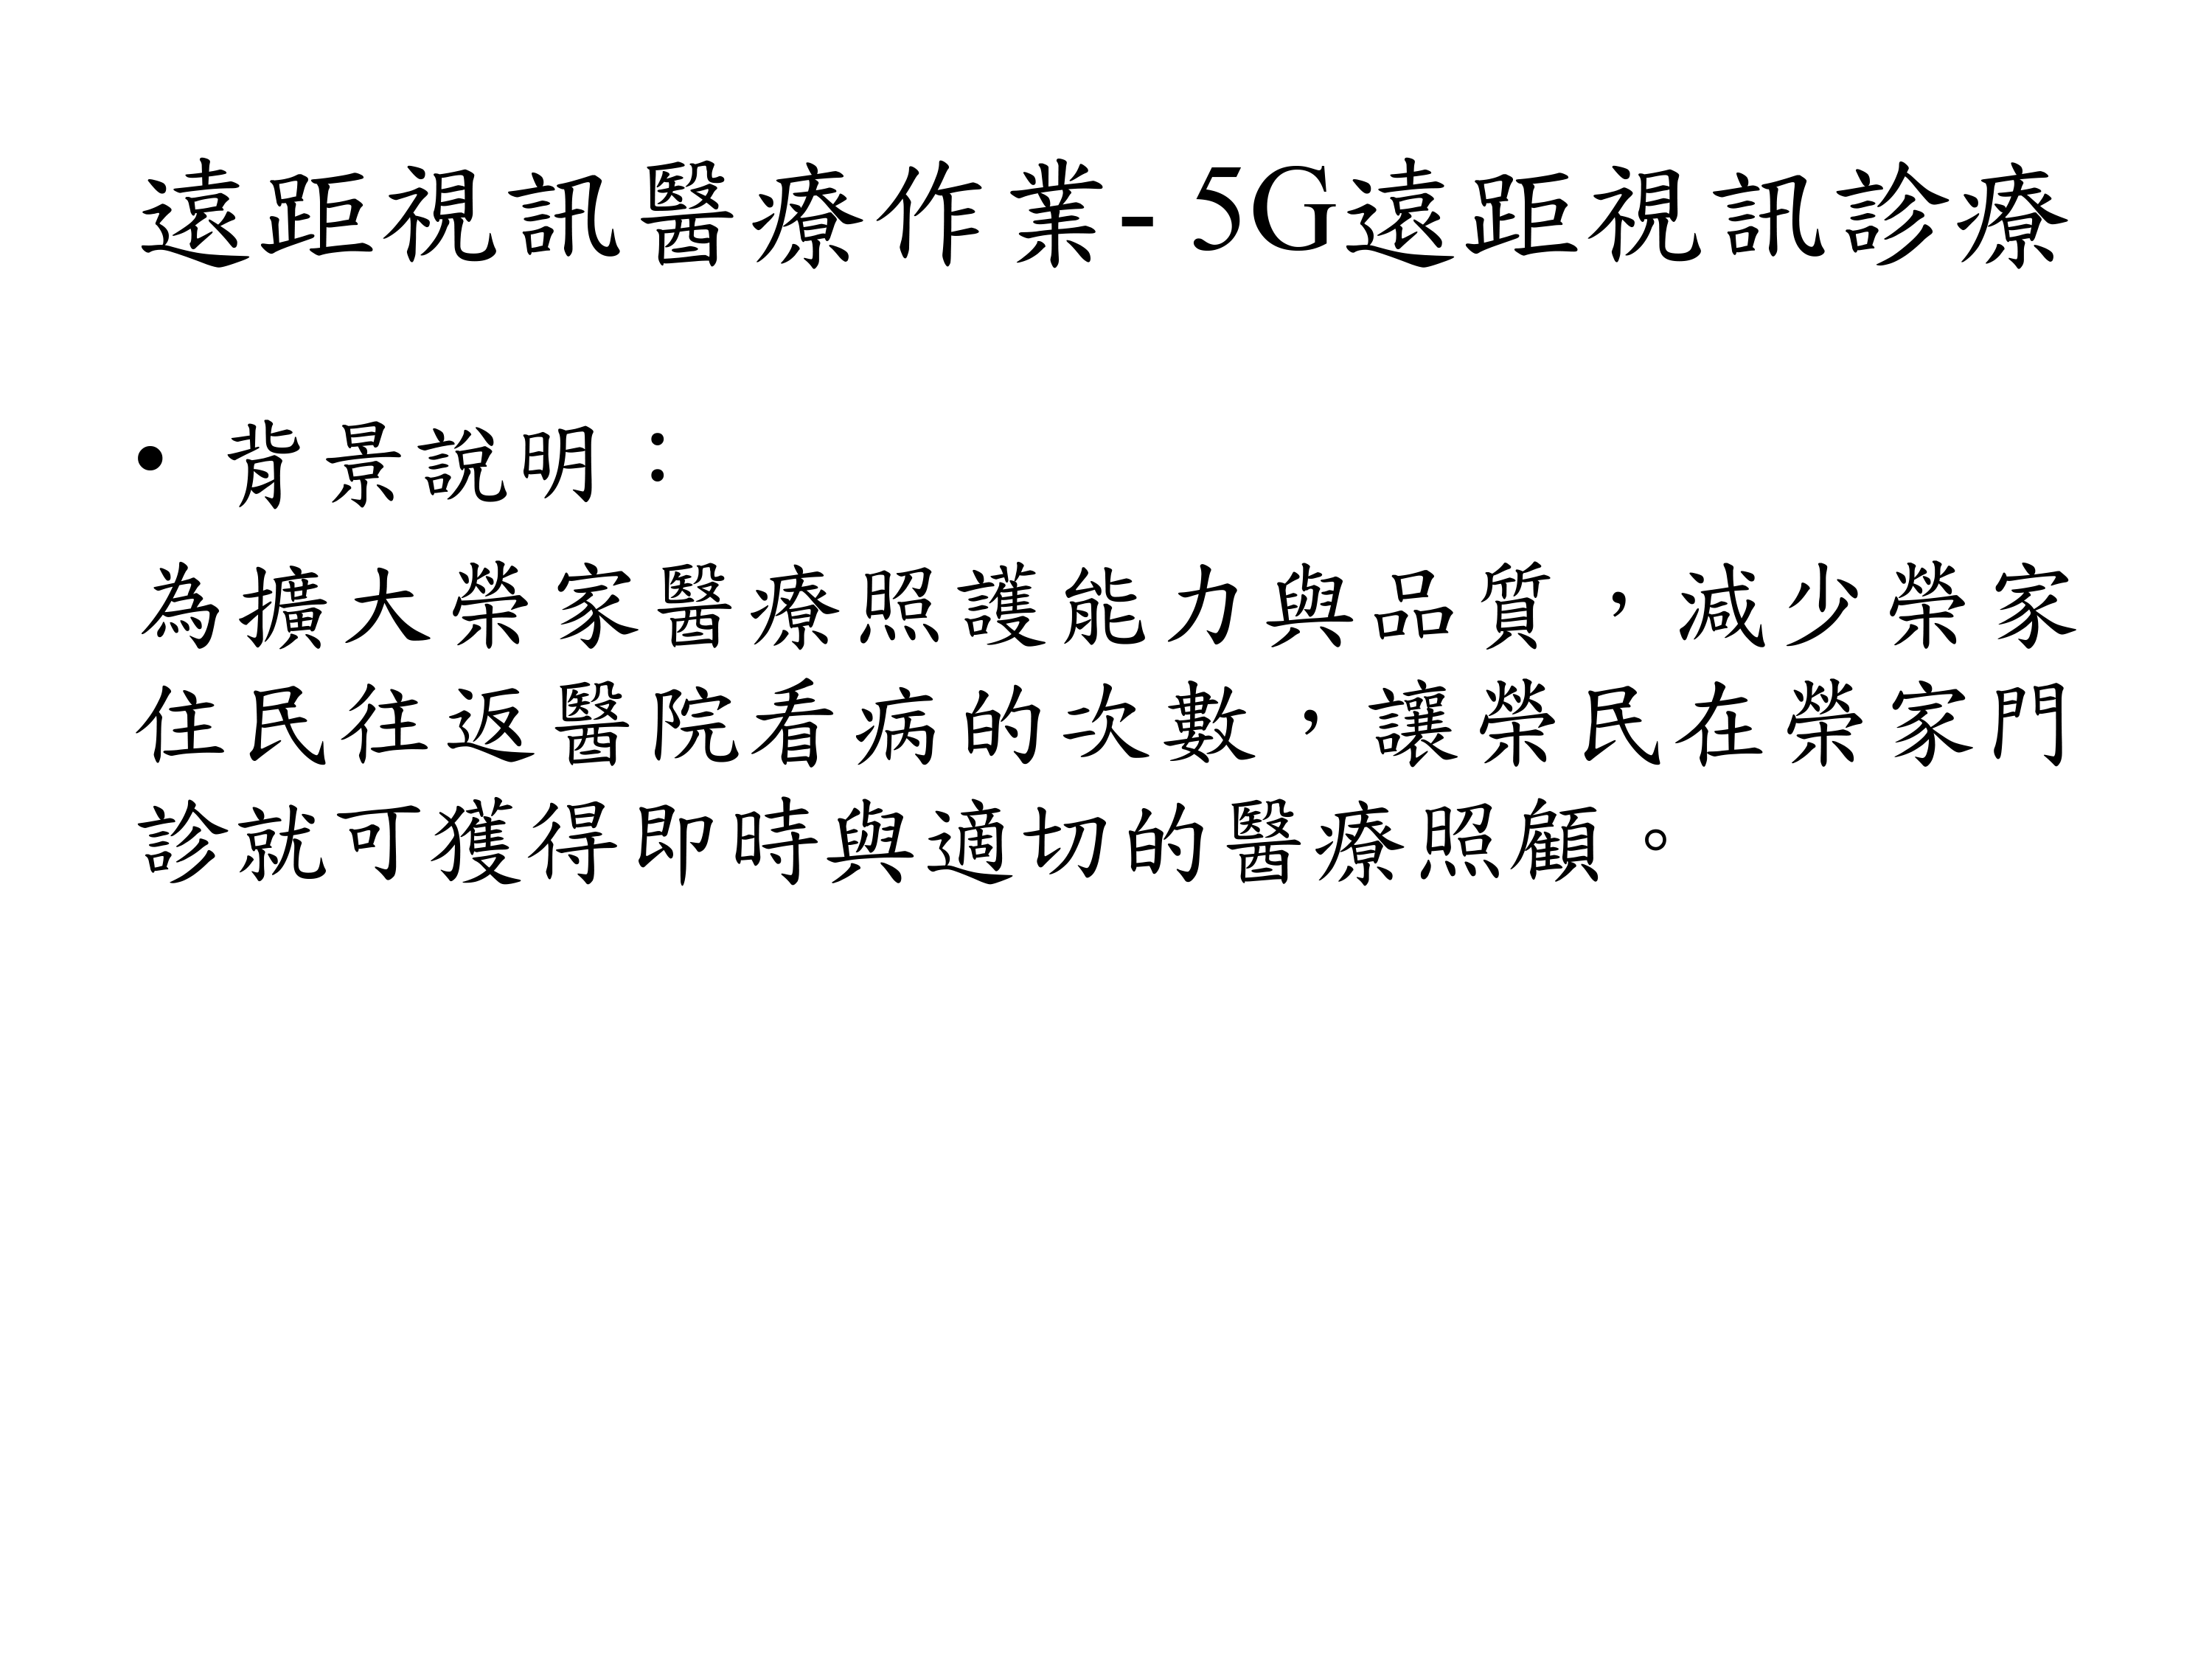 遠距視訊醫療作業-5G遠距視訊診療
• 背景說明：
為擴大榮家醫療照護能力與品質，減少榮家
住民往返醫院看病的次數，讓榮民在榮家門
診就可獲得即時與適切的醫療照顧。